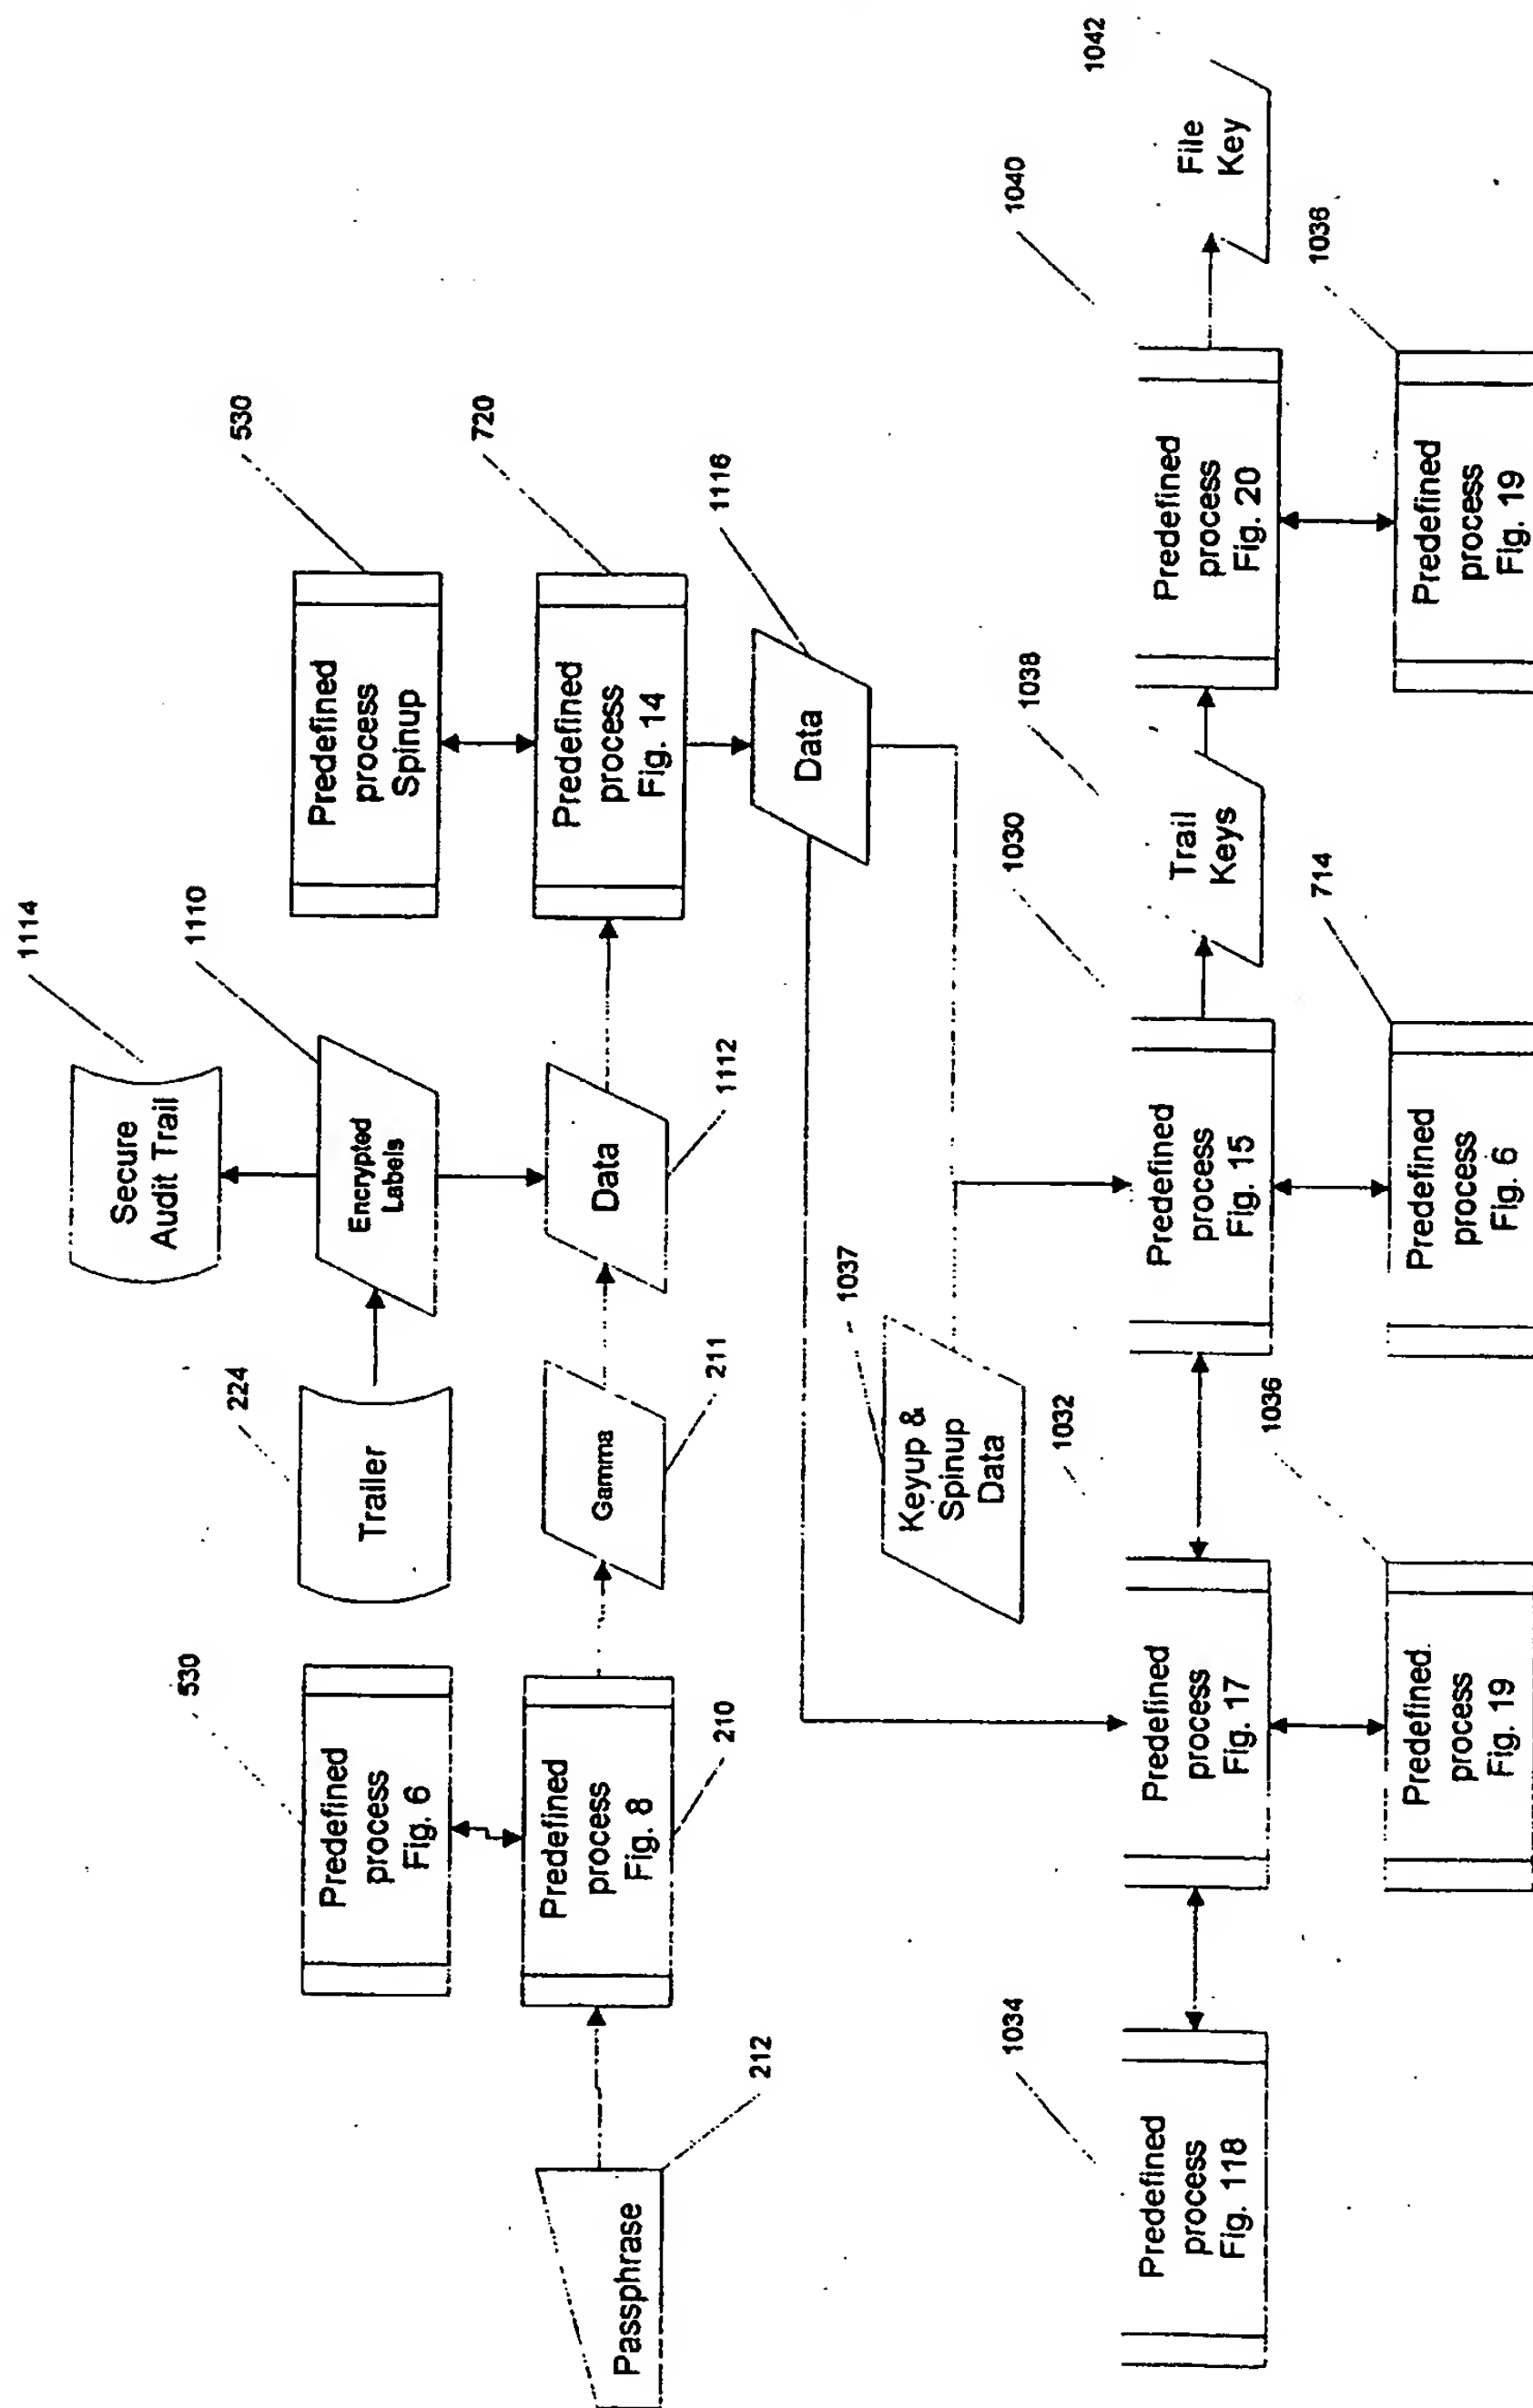 1114
Secure
Audit Trail
530
224
1110
530
Predefined
process
Fig. 6
Trailer
Encrypted
Labels
Predefined
process
Spinup
720
Passphrase
Predefined
process
Fig. 8
Gamma
Data
Predefined
process
Fig. 14
212
210
211
1112
1116
Data
1037
Keyup &
Spinup
Data
1034
1032
1030
1038
1040
1042
Predefined
process
Fig. 118
Predefined
process
Fig. 17
Predefined
process
Fig. 15
Trail
Keys
Predefined
process
Fig. 20
File
Key
1036
714
1036
Predefined.
process
Fig. 19
Predefined
process
Fig. 6
Predefined
process
Fig. 19